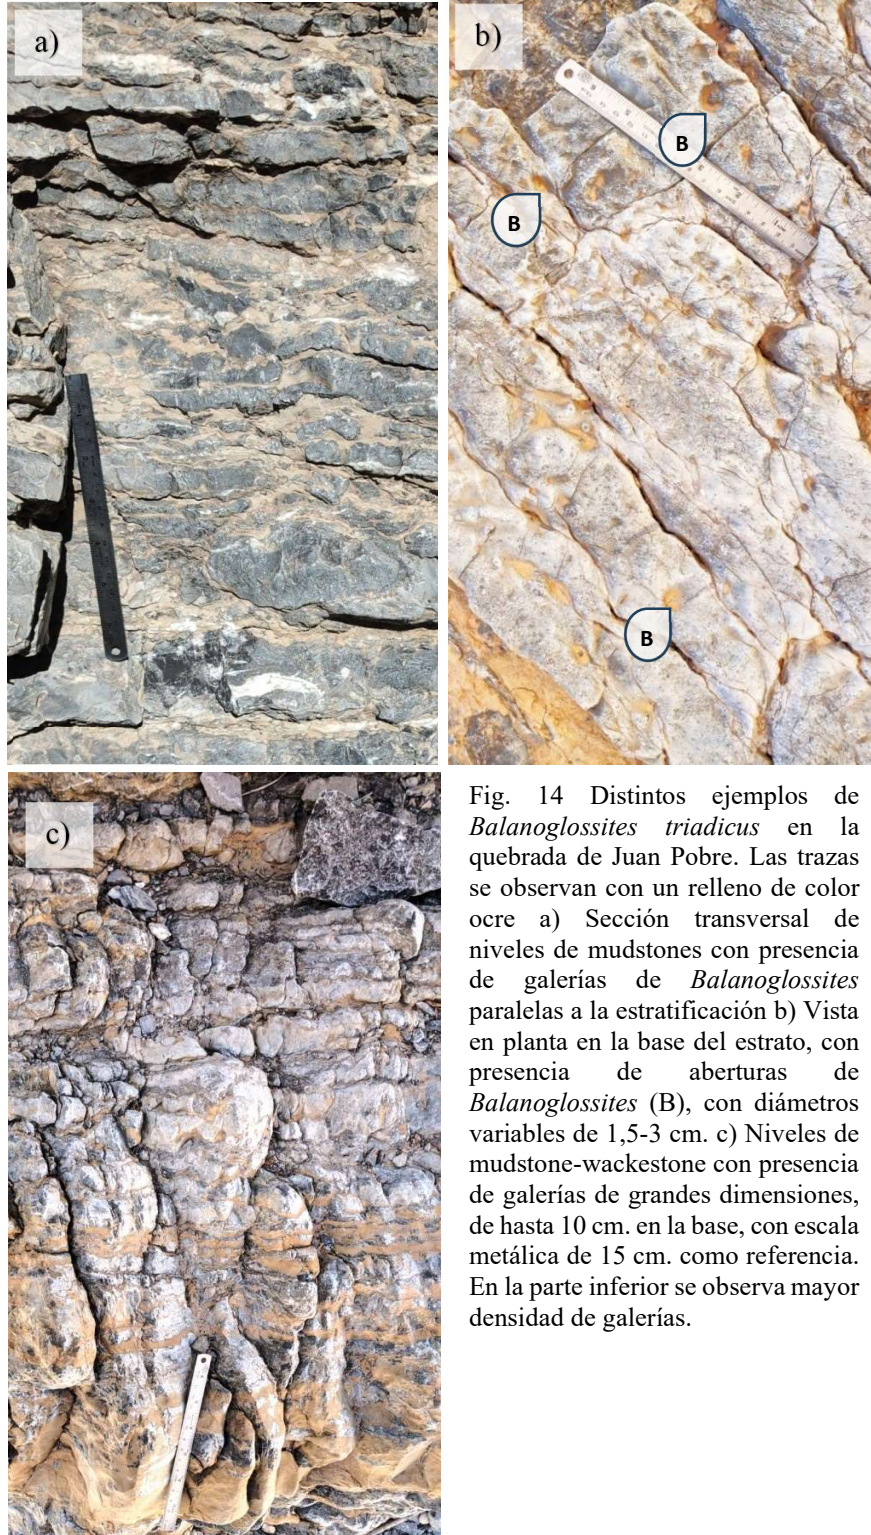 a)
b)
B
B
B
c)
Fig. 14 Distintos ejemplos de
Balanoglossites triadicus en la
quebrada de Juan Pobre. Las trazas
se observan con un relleno de color
ocre a) Sección transversal de
niveles de mudstones con presencia
de galerías de Balanoglossites
paralelas a la estratificación b) Vista
en planta en la base del estrato, con
presencia de aberturas de
Balanoglossites (B), con diámetros
variables de 1,5-3 cm. c) Niveles de
mudstone-wackestone con presencia
de galerías de grandes dimensiones,
de hasta 10 cm. en la base, con escala
metálica de 15 cm. como referencia.
En la parte inferior se observa mayor
densidad de galerías.